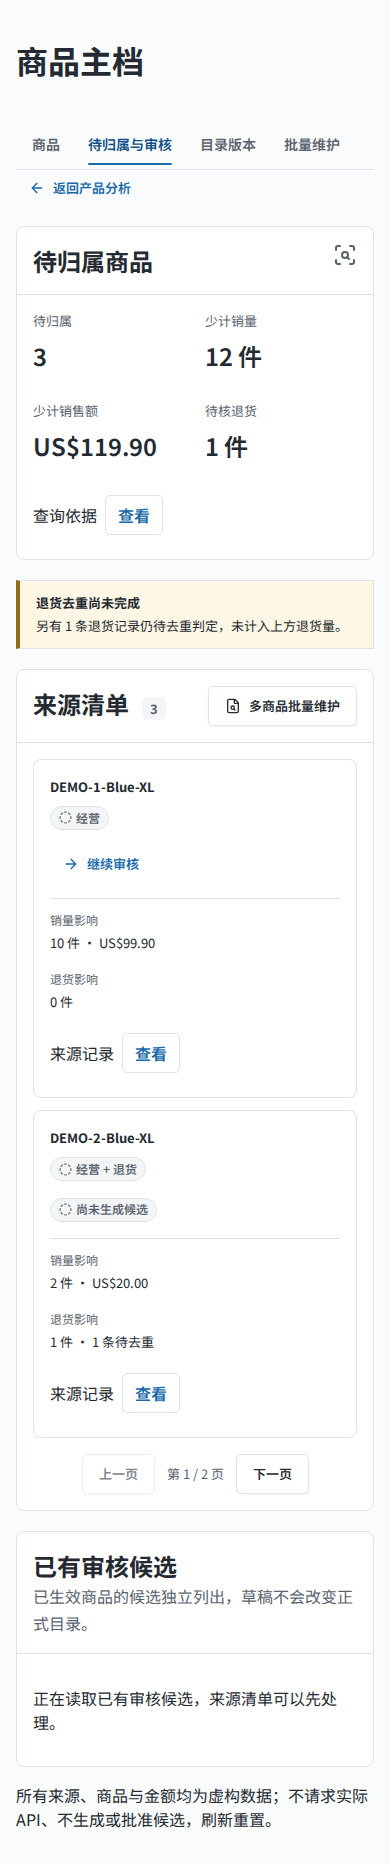 商品主档
商品 待归属与审核 目录版本 批量维护
返回产品分析
待归属商品
待归属 少计销量
3 12 件
少计销售额 待核退货
US$119.90 1 件
查询依据 查看
退货去重尚未完成
另有 1 条退货记录仍待去重判定，未计入上方退货量。
来源清单 3 多商品批量维护
DEMO-1-Blue-XL
经营
继续审核
销量影响
10 件 · US$99.90
退货影响
0 件
来源记录 查看
DEMO-2-Blue-XL
经营 + 退货
尚未生成候选
销量影响
2 件 · US$20.00
退货影响
1 件 · 1 条待去重
来源记录 查看
上一页 第 1 / 2 页 下一页
已有审核候选
已生效商品的候选独立列出，草稿不会改变正
式目录。
正在读取已有审核候选，来源清单可以先处
理。
所有来源、商品与金额均为虚构数据；不请求实际
API、不生成或批准候选，刷新重置。